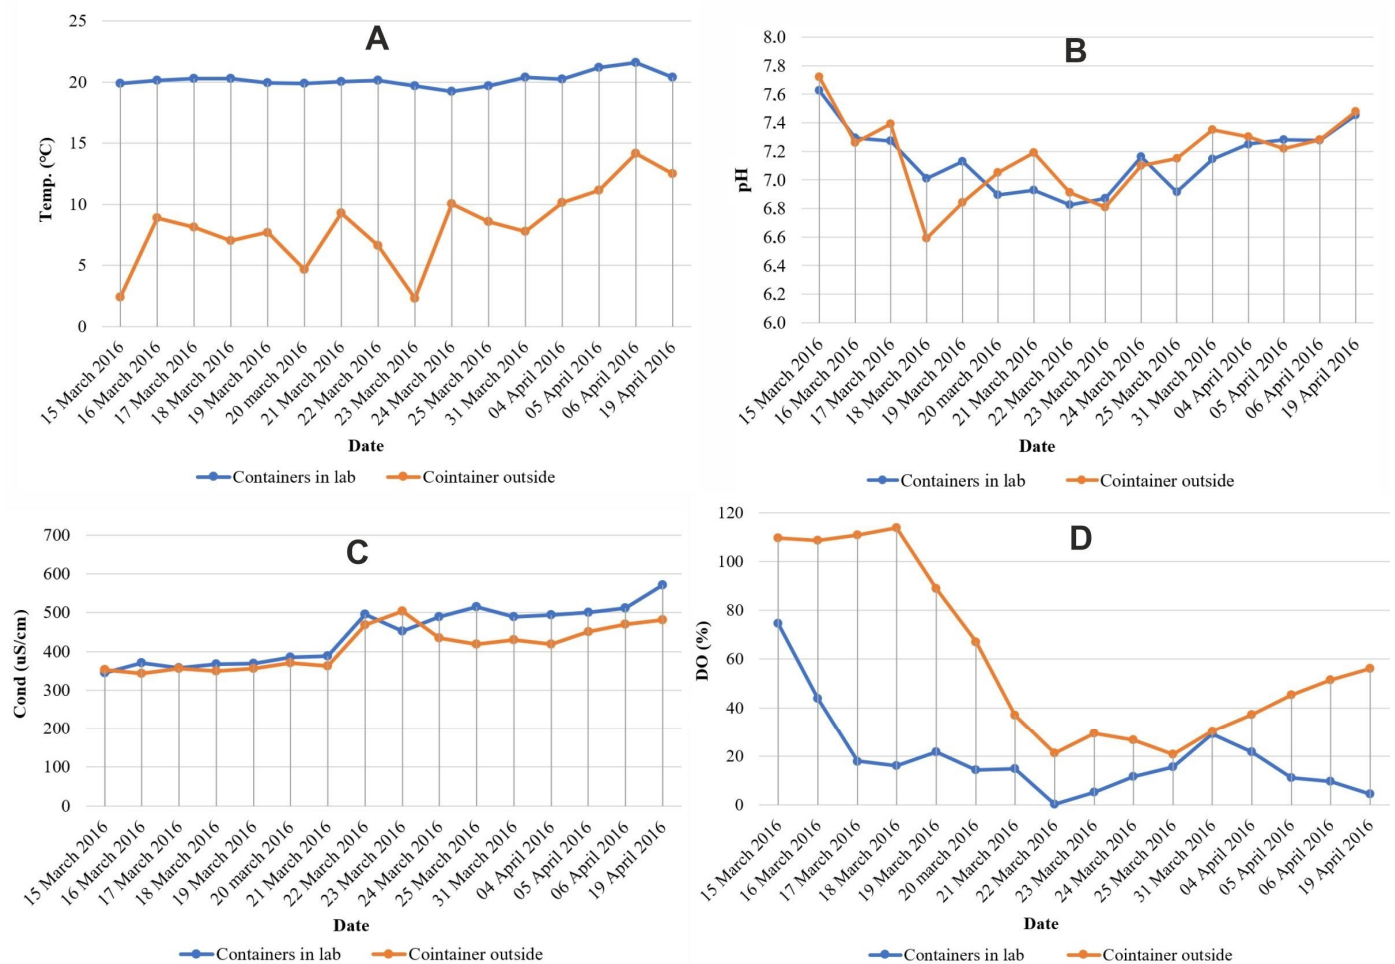 A
Temp. (°C)
25
20
15
10
5
0
15 March 2016
16 March 2016
17 March 2016
18 March 2016
19 March 2016
20 march 2016
21 March 2016
22 March 2016
23 March 2016
24 March 2016
25 March 2016
31 March 2016
04 April 2016
05 April 2016
06 April 2016
19 April 2016
Date
Containers in lab
Cointainer outside
B
pH
8.0
7.8
7.6
7.4
7.2
7.0
6.8
6.6
6.4
6.2
6.0
15 March 2016
16 March 2016
17 March 2016
18 March 2016
19 March 2016
20 march 2016
21 March 2016
22 March 2016
23 March 2016
24 March 2016
25 March 2016
31 March 2016
04 April 2016
05 April 2016
06 April 2016
19 April 2016
Date
Containers in lab
Cointainer outside
C
Cond (uS/cm)
700
600
500
400
300
200
100
0
15 March 2016
16 March 2016
17 March 2016
18 March 2016
19 March 2016
20 march 2016
21 March 2016
22 March 2016
23 March 2016
24 March 2016
25 March 2016
31 March 2016
04 April 2016
05 April 2016
06 April 2016
19 April 2016
Date
Containers in lab
Cointainer outside
D
DO (%)
120
100
80
60
40
20
0
15 March 2016
16 March 2016
17 March 2016
18 March 2016
19 March 2016
20 march 2016
21 March 2016
22 March 2016
23 March 2016
24 March 2016
25 March 2016
31 March 2016
04 April 2016
05 April 2016
06 April 2016
19 April 2016
Date
Containers in lab
Cointainer outside